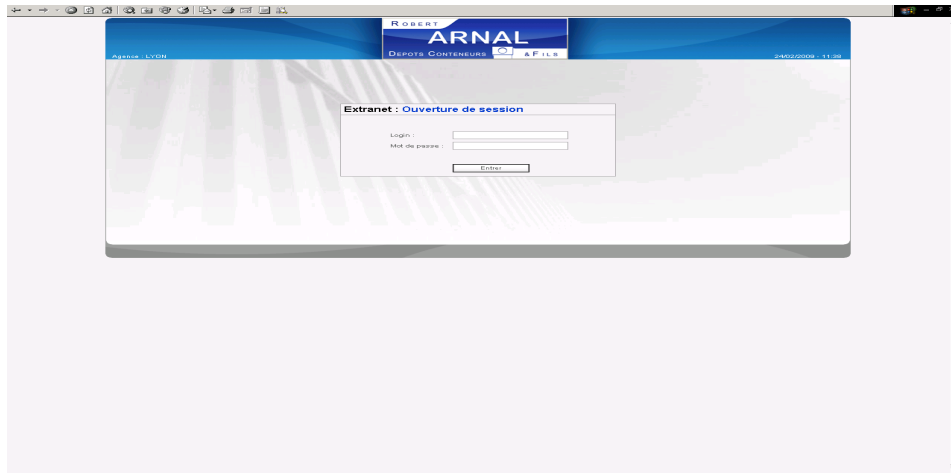 ROBERT
ARNAL
DEPOTS CONTENEURS & FILS
Agence : LYON
24/02/2009 - 11:39
Extranet : Ouverture de session
Login :
Mot de passe :
Entrer